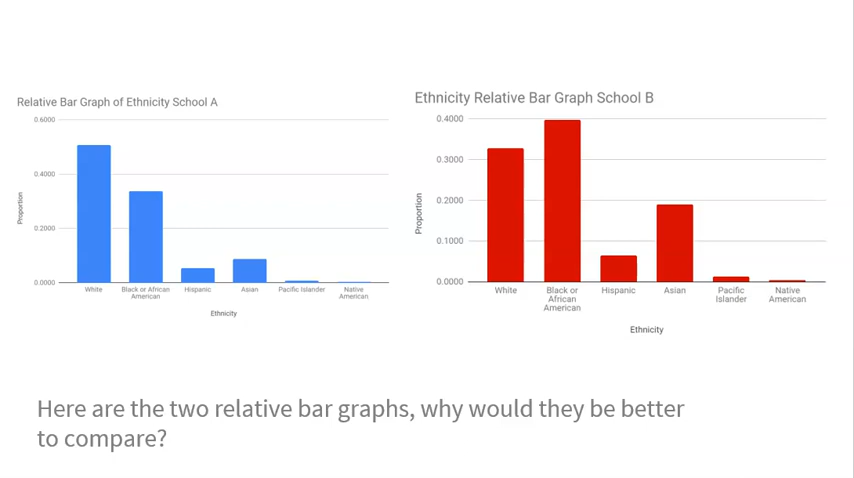 Relative Bar Graph of Ethnicity School A
0.6000
0.4000
0.2000
0.0000
Proportion
White
Black or African
American
Hispanic
Asian
Pacific Islander
Native
American
Ethnicity
Ethnicity Relative Bar Graph School B
0.4000
0.3000
0.2000
0.1000
0.0000
Proportion
White
Black or
African
American
Hispanic
Asian
Pacific
Islander
Native
American
Ethnicity
Here are the two relative bar graphs, why would they be better
to compare?